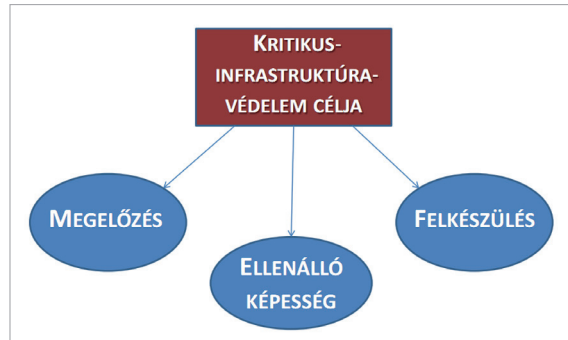 KRITIKUS-
INFRASTRUKTÚRA-
VÉDELEM CÉLJA
MEGELŐZÉS
FELKÉSZÜLÉS
ELLENÁLLÓ
KÉPESSÉG